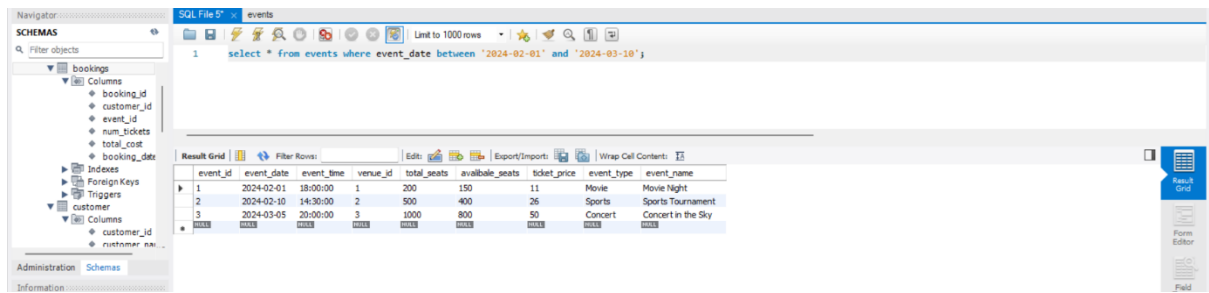 Navigator
SQL File 5* × events
SCHEMAS
Limit to 1000 rows
Filter objects
1 select * from events where event_date between '2024-02-01' and '2024-03-10';
bookings
Columns
booking_id
customer_id
event_id
num_tickets
total_cost
booking_date
Indexes
Foreign Keys
Triggers
customer
Columns
customer_id
Administration Schemas
Information
Result Grid Filter Rows: Edit: Export/Import: Wrap Cell Content:
event_id event_date event_time venue_id total_seats avalibale_seats ticket_price event_type event_name
1 2024-02-01 18:00:00 1 200 150 11 Movie Movie Night
2 2024-02-10 14:30:00 2 500 400 26 Sports Sports Tournament
3 2024-03-05 20:00:00 3 1000 800 50 Concert Concert in the Sky
NULL NULL NULL NULL NULL NULL NULL NULL NULL
Result
Grid
Form
Editor
Field